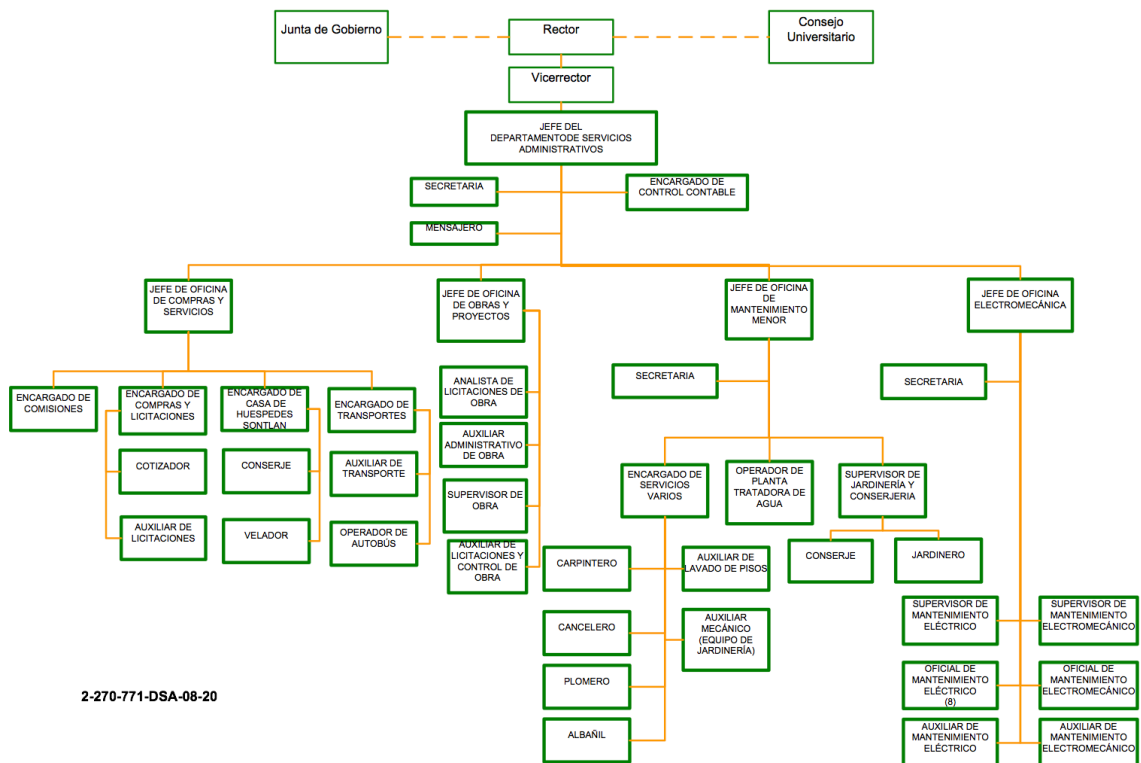 Junta de Gobierno
Rector
Consejo
Universitario
Vicerrector
JEFE DEL
DEPARTAMENTODE SERVICIOS
ADMINISTRATIVOS
SECRETARIA
ENCARGADO DE
CONTROL CONTABLE
MENSAJERO
JEFE DE OFICINA
DE COMPRAS Y
SERVICIOS
JEFE DE OFICINA
DE OBRAS Y
PROYECTOS
JEFE DE OFICINA
DE
MANTENIMIENTO
MENOR
JEFE DE OFICINA
ELECTROMECÁNICA
ENCARGADO DE
COMISIONES
ENCARGADO DE
COMPRAS Y
LICITACIONES
ENCARGADO DE
CASA DE
HUESPEDES
SONTLAN
ENCARGADO DE
TRANSPORTES
COTIZADOR
CONSERJE
AUXILIAR DE
TRANSPORTE
AUXILIAR DE
LICITACIONES
VELADOR
OPERADOR DE
AUTOBÚS
ANALISTA DE
LICITACIONES DE
OBRA
AUXILIAR
ADMINISTRATIVO
DE OBRA
SUPERVISOR DE
OBRA
AUXILIAR DE
LICITACIONES Y
CONTROL DE
OBRA
SECRETARIA
ENCARGADO DE
SERVICIOS
VARIOS
OPERADOR DE
PLANTA
TRATADORA DE
AGUA
SUPERVISOR DE
JARDINERÍA Y
CONSERJERIA
CARPINTERO
AUXILIAR DE
LAVADO DE PISOS
CONSERJE
JARDINERO
CANCELERO
AUXILIAR
MECÁNICO
(EQUIPO DE
JARDINERÍA)
PLOMERO
ALBAÑIL
SECRETARIA
SUPERVISOR DE
MANTENIMIENTO
ELÉCTRICO
SUPERVISOR DE
MANTENIMIENTO
ELECTROMECÁNICO
OFICIAL DE
MANTENIMIENTO
ELÉCTRICO
(8)
OFICIAL DE
MANTENIMIENTO
ELECTROMECÁNICO
AUXILIAR DE
MANTENIMIENTO
ELÉCTRICO
AUXILIAR DE
MANTENIMIENTO
ELECTROMECÁNICO
2-270-771-DSA-08-20